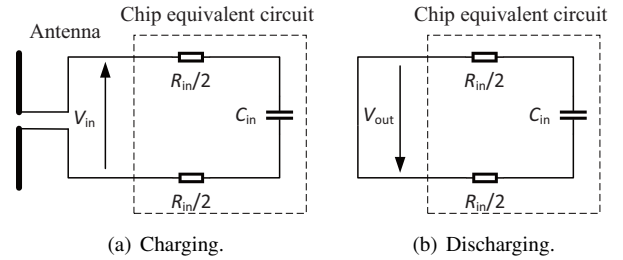 Chip equivalent circuit
Antenna
R_in/2
V_in
C_in
R_in/2
(a) Charging.
Chip equivalent circuit
R_in/2
V_out
C_in
R_in/2
(b) Discharging.